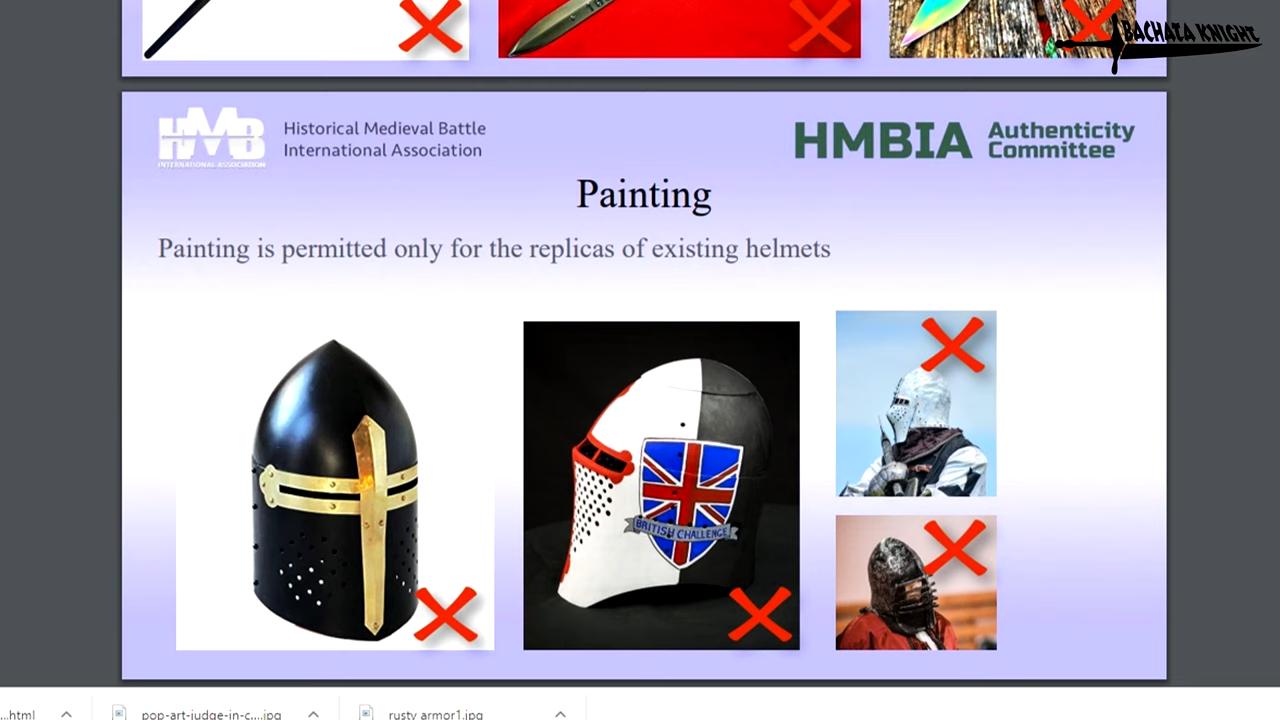 BACHATA KNIGHT
HMB
INTERNATIONAL ASSOCIATION
Historical Medieval Battle
International Association
HMBIA
Authenticity
Committee
Painting
Painting is permitted only for the replicas of existing helmets
BRITISH CHALLENGE
...html
pop-art-judge-in-c....jpg
rusty armor1.jpg